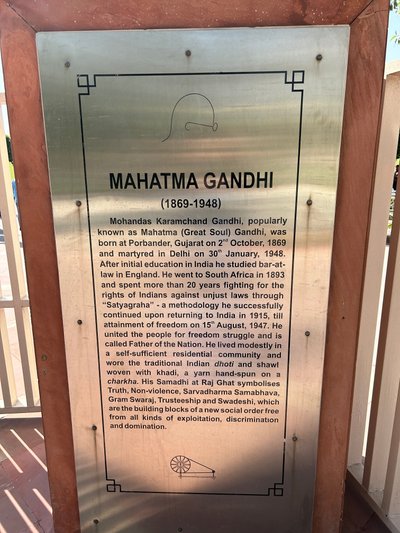 MAHATMA GANDHI
(1869-1948)
Mohandas Karamchand Gandhi, popularly
known as Mahatma (Great Soul) Gandhi, was
born at Porbander, Gujarat on 2nd October, 1869
and martyred in Delhi on 30th January, 1948.
After initial education in India he studied bar-at-
law in England. He went to South Africa in 1893
and spent more than 20 years fighting for the
rights of Indians against unjust laws through
“Satyagraha” - a methodology he successfully
continued upon returning to India in 1915, till
attainment of freedom on 15th August, 1947. He
united the people for freedom struggle and is
called Father of the Nation. He lived modestly in
a self-sufficient residential community and
wore the traditional Indian dhoti and shawl
woven with khadi, a yarn hand-spun on a
charkha. His Samadhi at Raj Ghat symbolises
Truth, Non-violence, Sarvadharma Samabhava,
Gram Swaraj, Trusteeship and Swadeshi, which
are the building blocks of a new social order free
from all kinds of exploitation, discrimination
and domination.